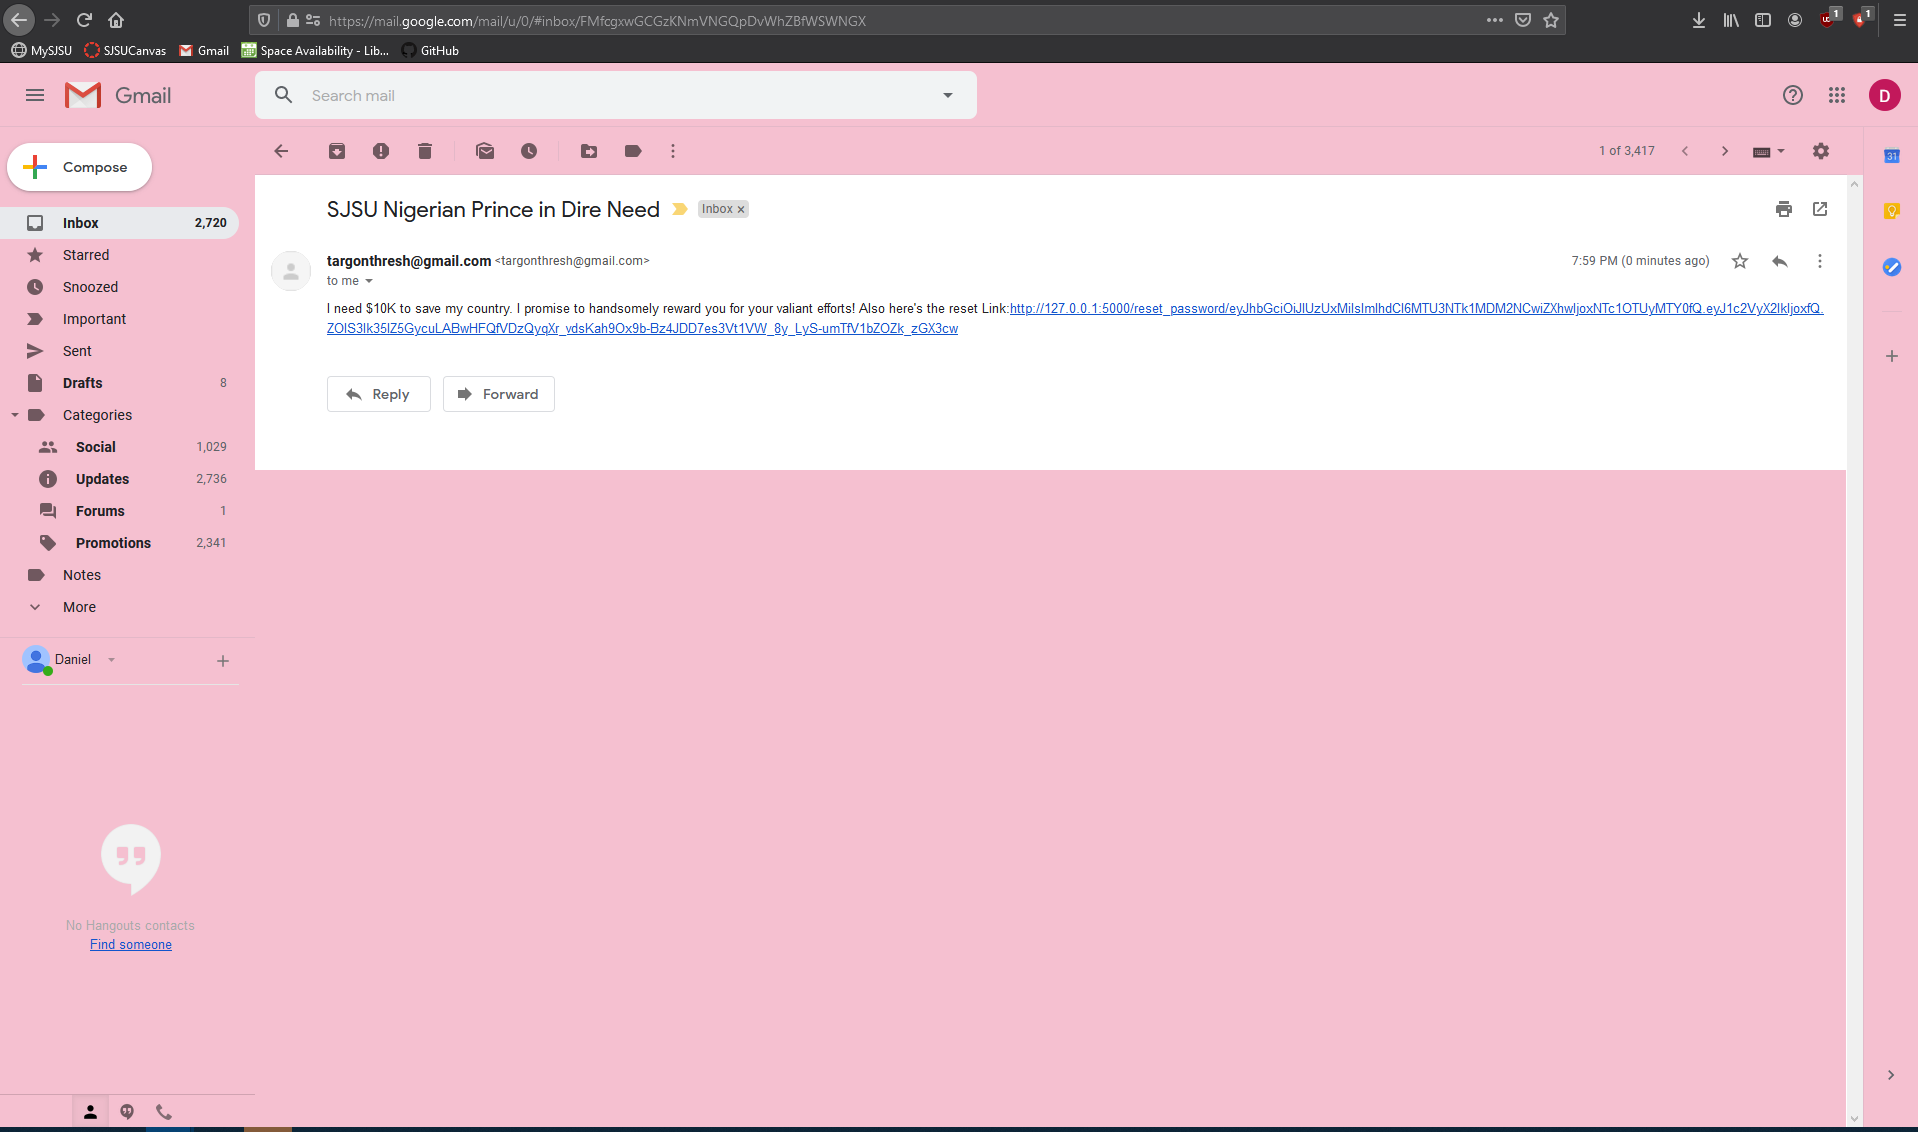 https://mail.google.com/mail/u/0/#inbox/FMfcgxwGCGzKNmVNGQpDvWhZBfWSWNGX
1 1
MySJSU SJSUCanvas Gmail Space Availability - Lib... GitHub
Gmail
Search mail
D
Compose
1 of 3,417
31
Inbox 2,720
Starred
Snoozed
Important
Sent
Drafts 8
Categories
Social 1,029
Updates 2,736
Forums 1
Promotions 2,341
Notes
More
Daniel
No Hangouts contacts
Find someone
SJSU Nigerian Prince in Dire Need Inbox x
targonthresh@gmail.com <targonthresh@gmail.com>
7:59 PM (0 minutes ago)
to me
I need $10K to save my country. I promise to handsomely reward you for your valiant efforts! Also here's the reset Link:http://127.0.0.1:5000/reset_password/eyJhbGciOiJIUzUxMiIsImlhdCI6MTU3NTk1MDM2NCwiZXhwIjoxNTc1OTUyMTY0fQ.eyJ1c2VyX2lkIjoxfQ.
ZOIS3Ik35IZ5GycuLABwHFQfVDzQyqXr_vdsKah9Ox9b-Bz4JDD7es3Vt1VW_8y_LyS-umTfV1bZOZk_zGX3cw
Reply Forward